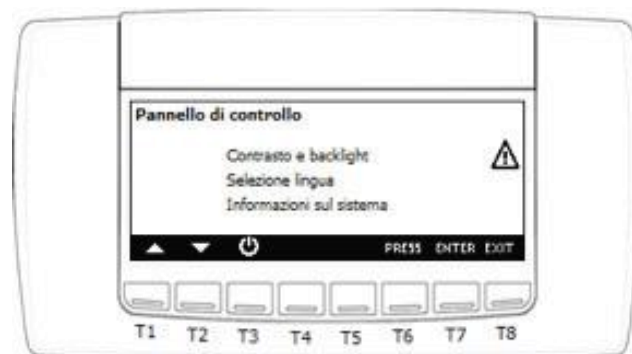 Pannello di controllo
Contrasto e backlight
Selezione lingua
Informazioni sul sistema
PRESS ENTER EXIT
T1 T2 T3 T4 T5 T6 T7 T8